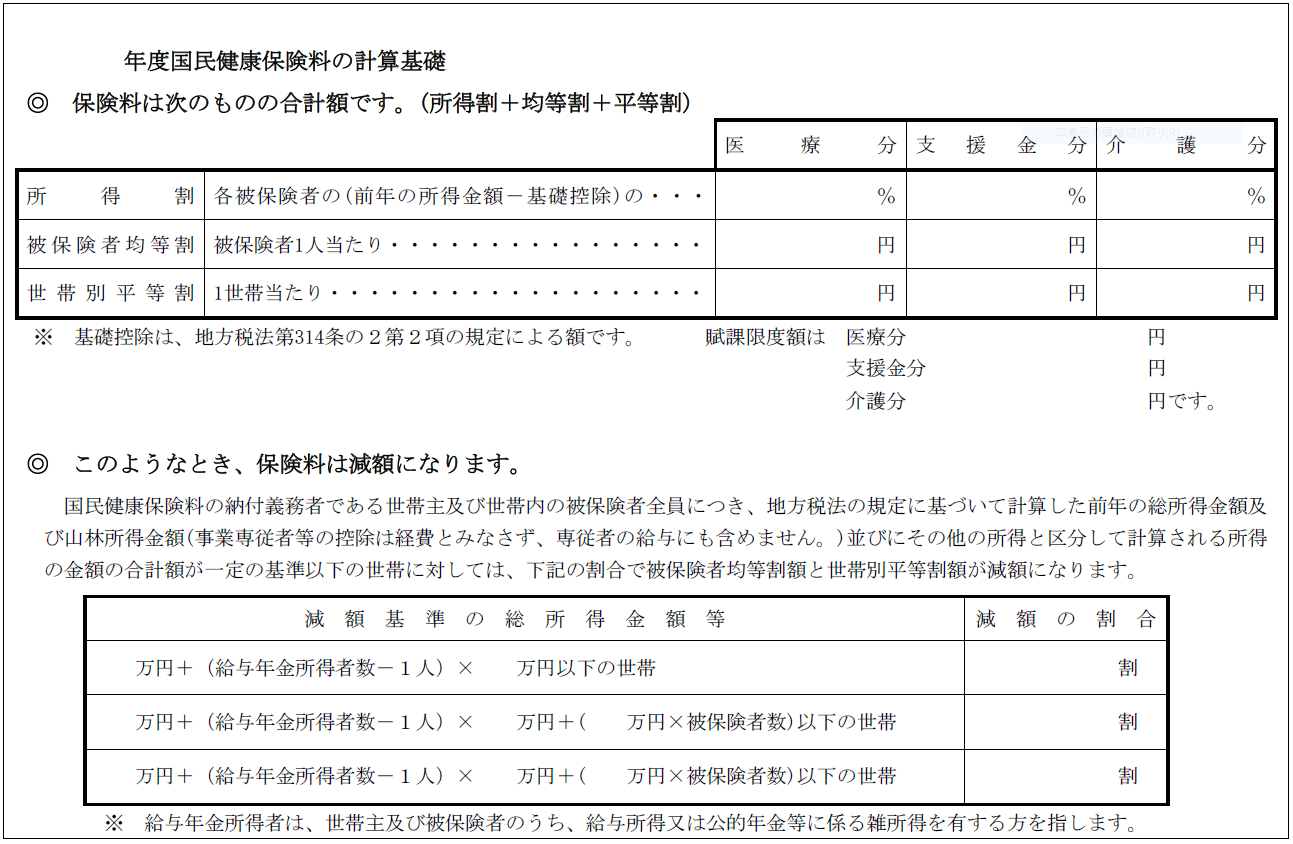 年度国民健康保険料の計算基礎
◎　保険料は次のものの合計額です。(所得割＋均等割＋平等割)
医療分　支援金分　介護分
所得割　各被保険者の(前年の所得金額－基礎控除)の・・・　％　％　％
被保険者均等割　被保険者1人当たり・・・・・・・・・・・・・・・・　円　円　円
世帯別平等割　1世帯当たり・・・・・・・・・・・・・・・・・・・　円　円　円
※　基礎控除は、地方税法第314条の２第２項の規定による額です。　賦課限度額は　医療分　円
支援金分　円
介護分　円です。
◎　このようなとき、保険料は減額になります。
国民健康保険料の納付義務者である世帯主及び世帯内の被保険者全員につき、地方税法の規定に基づいて計算した前年の総所得金額及
び山林所得金額(事業専従者等の控除は経費とみなさず、専従者の給与にも含めません。)並びにその他の所得と区分して計算される所得
の金額の合計額が一定の基準以下の世帯に対しては、下記の割合で被保険者均等割額と世帯別平等割額が減額になります。
減額基準の総所得金額等　減額の割合
万円＋（給与年金所得者数－１人）×　万円以下の世帯　割
万円＋（給与年金所得者数－１人）×　万円＋(　万円×被保険者数)以下の世帯　割
万円＋（給与年金所得者数－１人）×　万円＋(　万円×被保険者数)以下の世帯　割
※　給与年金所得者は、世帯主及び被保険者のうち、給与所得又は公的年金等に係る雑所得を有する方を指します。